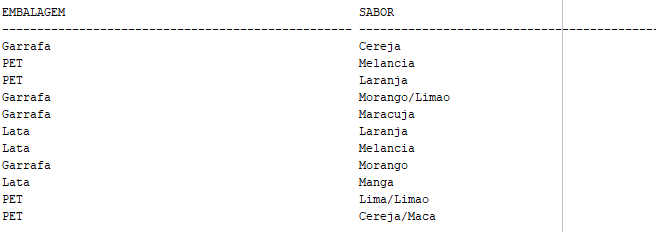 EMBALAGEM SABOR
Garrafa Cereja
PET Melancia
PET Laranja
Garrafa Morango/Limao
Garrafa Maracuja
Lata Laranja
Lata Melancia
Garrafa Morango
Lata Manga
PET Lima/Limao
PET Cereja/Maca